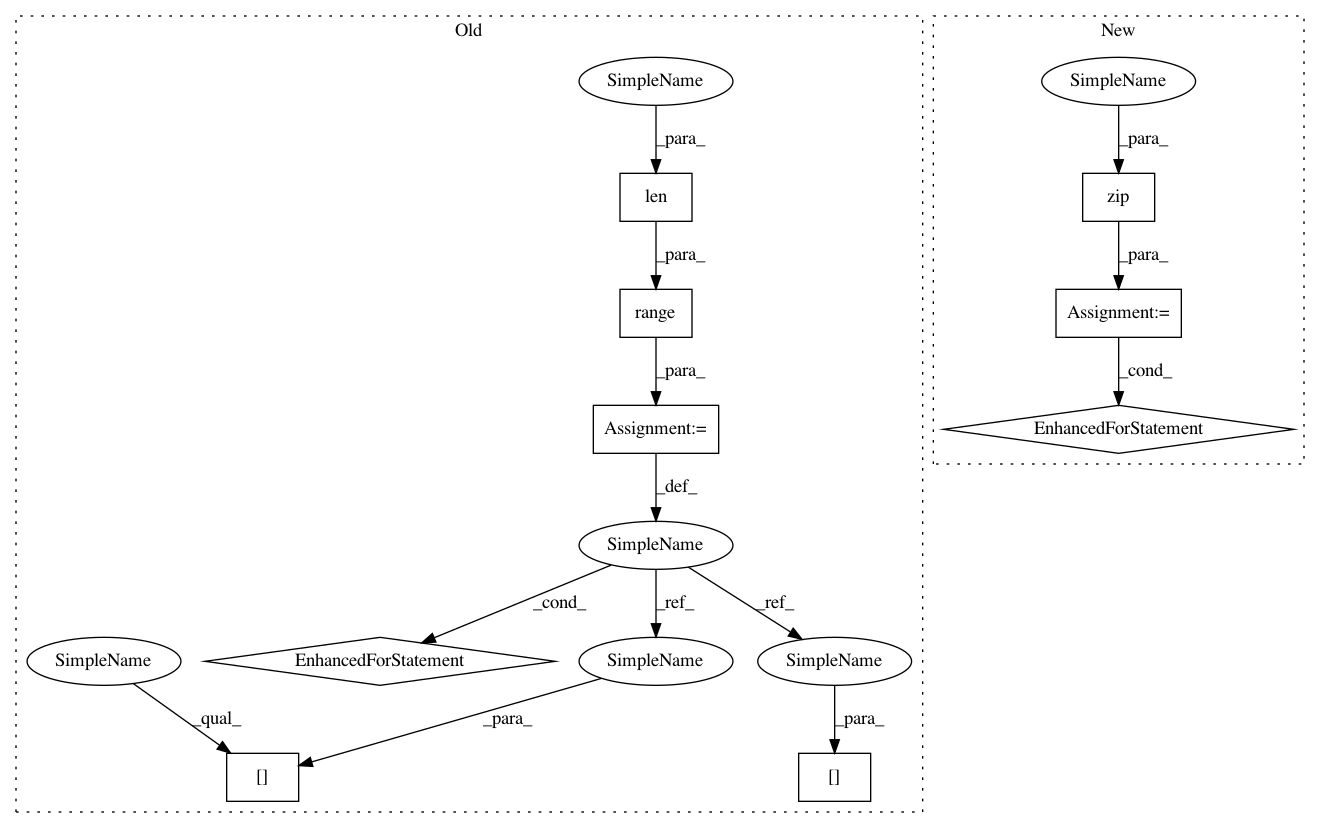 Old
New
SimpleName
SimpleName
_para_
_para_
len
zip
_para_
_para_
range
Assignment:=
_para_
_cond_
Assignment:=
EnhancedForStatement
_def_
SimpleName
_cond_
_ref_
_ref_
SimpleName
EnhancedForStatement
SimpleName
SimpleName
_qual_
_para_
_para_
[]
[]